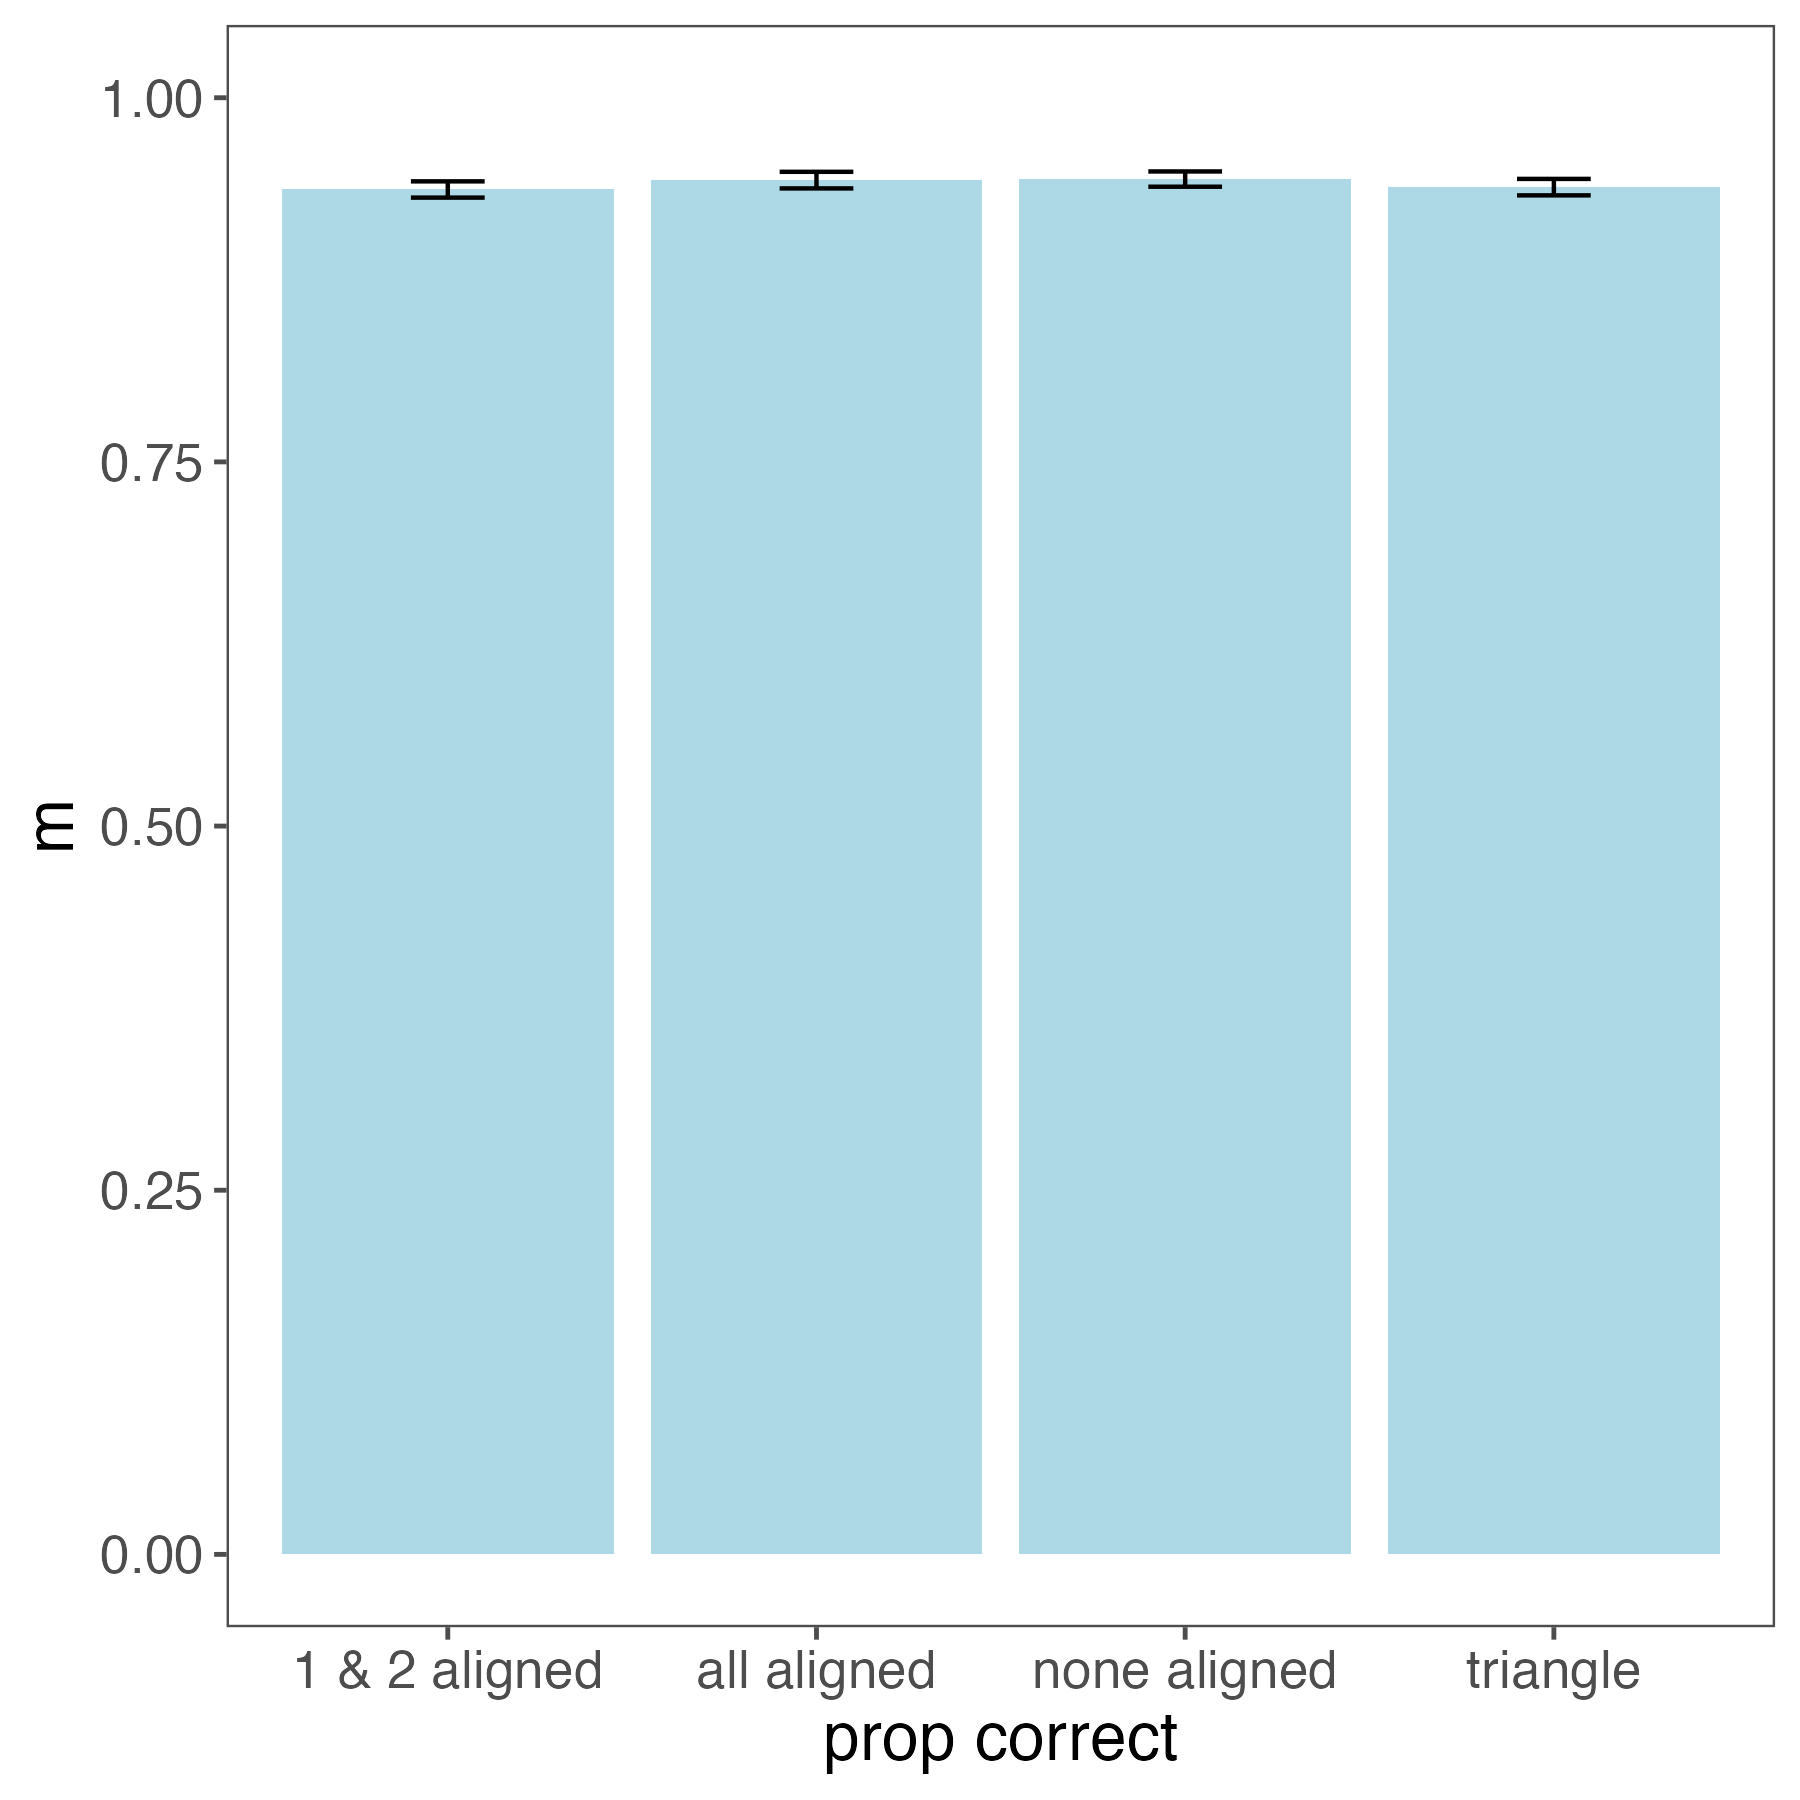 1.00
0.75
0.50
0.25
0.00
m
1 & 2 aligned
all aligned
none aligned
triangle
prop correct